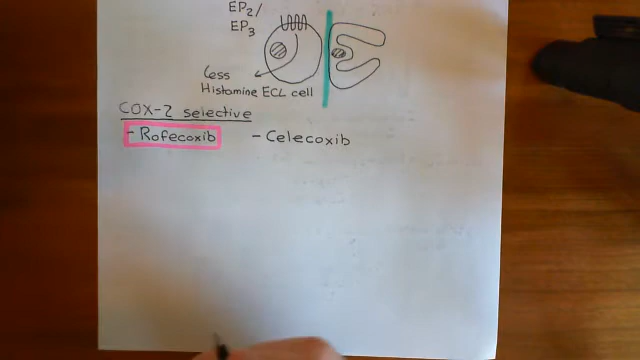 EP2/
EP3
less
Histamine ECL cell
COX-2 selective
- Rofecoxib - Celecoxib